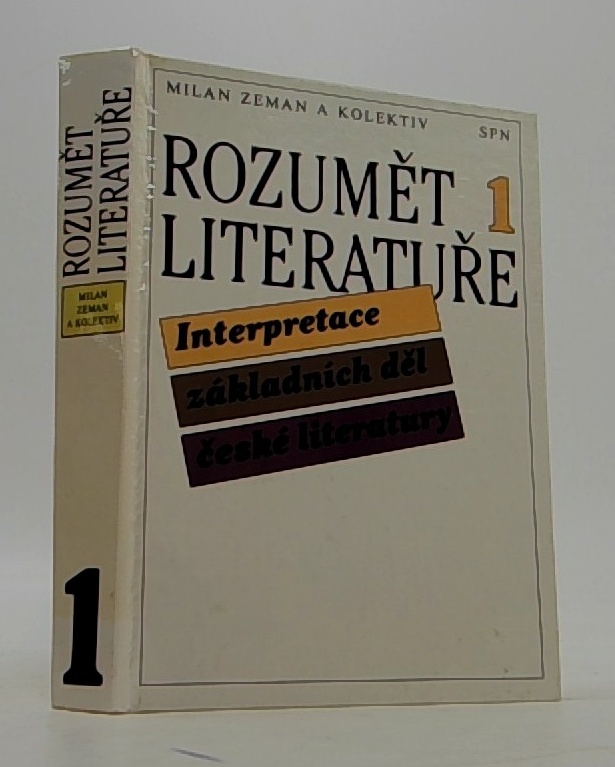 MILAN ZEMAN A KOLEKTIV
SPN
ROZUMĚT 1
LITERATUŘE
Interpretace
základních děl
české literatury
ROZUMĚT
LITERATUŘE
MILAN
ZEMAN
A KOLEKTIV
1